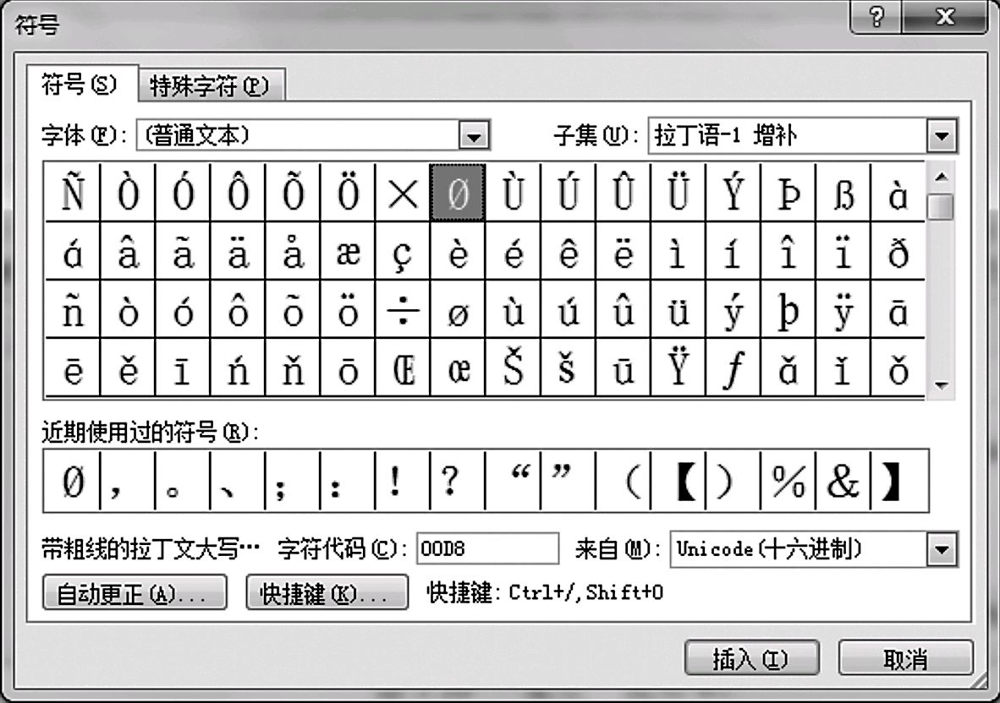 符号
? X
符号(S) 特殊字符(P)
字体(F): (普通文本) 子集(U): 拉丁语-1 增补
Ñ Ò Ó Ô Õ Ö × Ø Ù Ú Û Ü Ý Þ ß à
á â ã ä å æ ç è é ê ë ì í î ï ð
ñ ò ó ô õ ö ÷ ø ù ú û ü ý þ ÿ ā
ē ě ī ń ň ō Œ œ Š š ū Ÿ ƒ ǎ ǐ ǒ
近期使用过的符号(R):
Ø , 。 、 ; : ! ? “ ” ( 【 ) % & 】
带粗线的拉丁文大写… 字符代码(C): 00D8 来自(M): Unicode(十六进制)
自动更正(A)... 快捷键(K)... 快捷键: Ctrl+/,Shift+O
插入(I) 取消